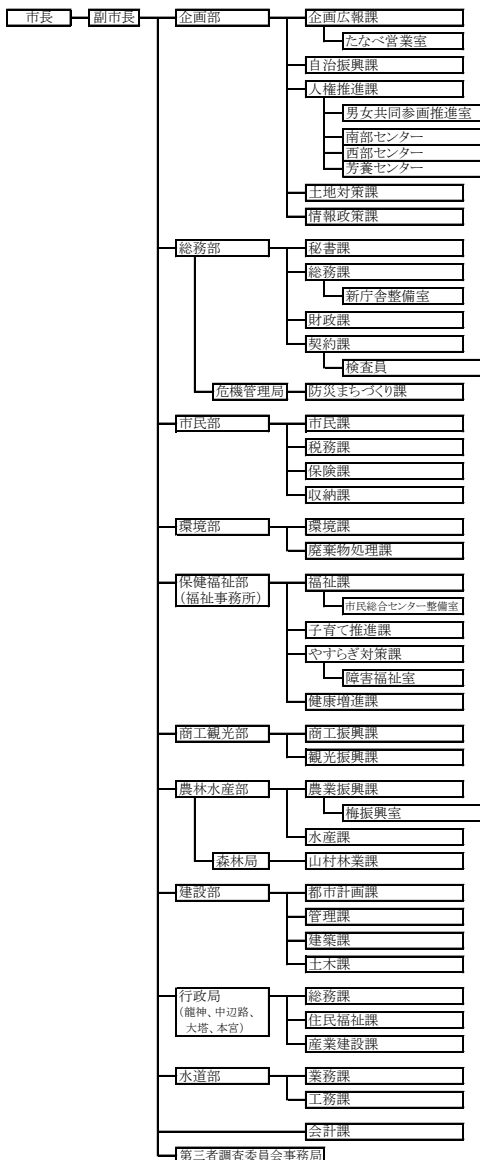 市長
副市長
企画部
企画広報課
たなべ営業室
自治振興課
人権推進課
男女共同参画推進室
南部センター
西部センター
芳養センター
土地対策課
情報政策課
総務部
秘書課
総務課
新庁舎整備室
財政課
契約課
検査員
危機管理局
防災まちづくり課
市民部
市民課
税務課
保険課
収納課
環境部
環境課
廃棄物処理課
保健福祉部
(福祉事務所)
福祉課
市民総合センター整備室
子育て推進課
やすらぎ対策課
障害福祉室
健康増進課
商工観光部
商工振興課
観光振興課
農林水産部
農業振興課
梅振興室
水産課
森林局
山村林業課
建設部
都市計画課
管理課
建築課
土木課
行政局
(龍神、中辺路、
大塔、本宮)
総務課
住民福祉課
産業建設課
水道部
業務課
工務課
会計課
第三者調査委員会事務局